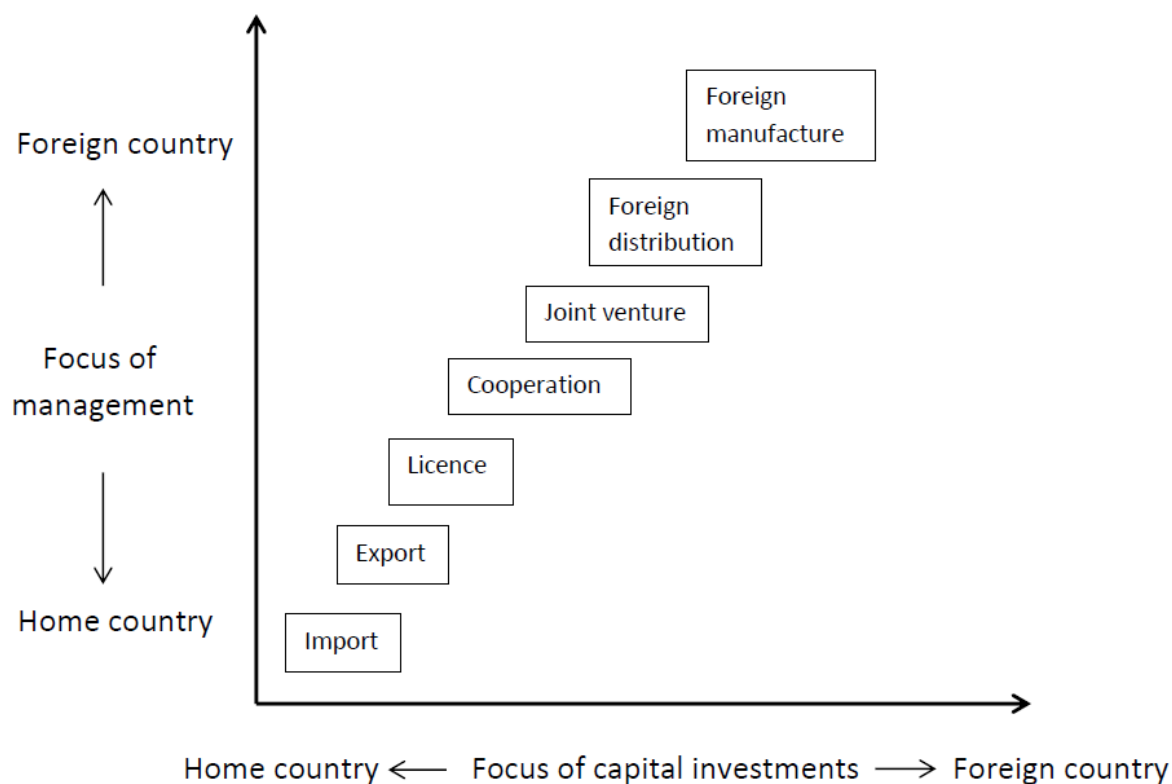 Foreign
manufacture
Foreign country
Foreign
distribution
Joint venture
Focus of
management
Cooperation
Licence
Export
Home country
Import
Home country
Focus of capital investments
Foreign country